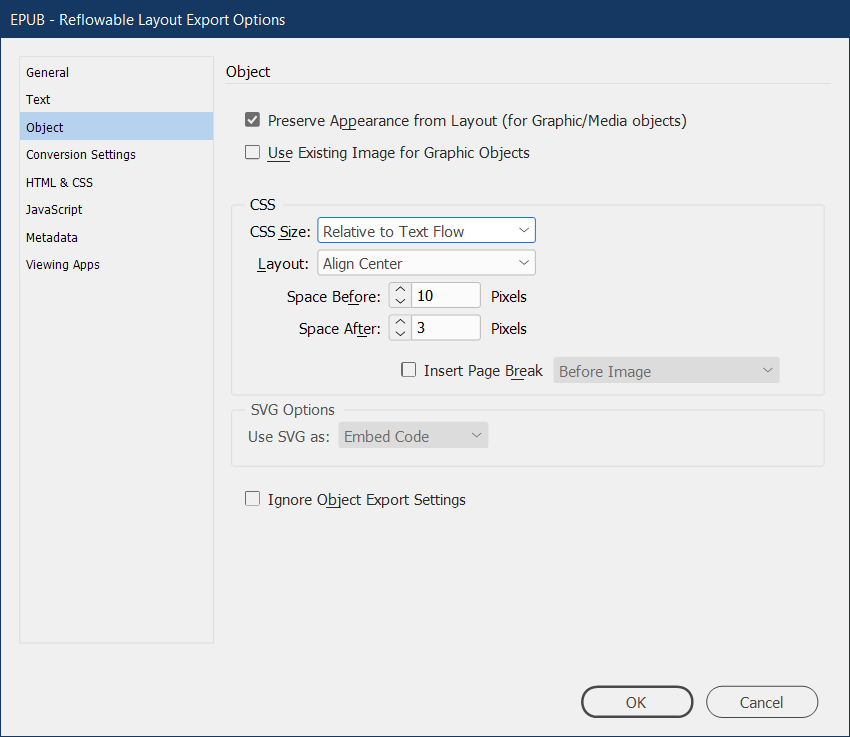 EPUB - Reflowable Layout Export Options
General
Text
Object
Conversion Settings
HTML & CSS
JavaScript
Metadata
Viewing Apps
Object
Preserve Appearance from Layout (for Graphic/Media objects)
Use Existing Image for Graphic Objects
CSS
CSS Size: Relative to Text Flow
Layout: Align Center
Space Before: 10 Pixels
Space After: 3 Pixels
Insert Page Break Before Image
SVG Options
Use SVG as: Embed Code
Ignore Object Export Settings
OK Cancel